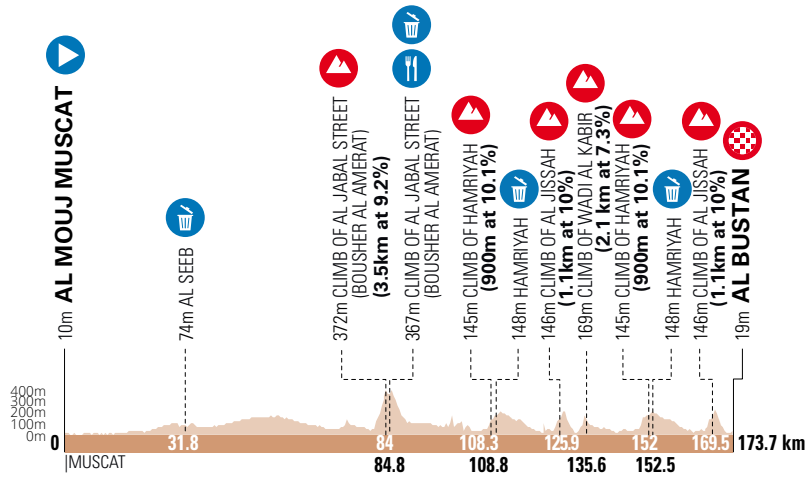 10m AL MOUJ MUSCAT
74m AL SEEB
372m CLIMB OF AL JABAL STREET
(BOUSHER AL AMERAT)
(3.5km at 9.2%)
367m CLIMB OF AL JABAL STREET
(BOUSHER AL AMERAT)
145m CLIMB OF HAMRIYAH
(900m at 10.1%)
148m HAMRIYAH
146m CLIMB OF AL JISSAH
(1.1km at 10%)
169m CLIMB OF WADI AL KABIR
(2.1 km at 7.3%)
145m CLIMB OF HAMRIYAH
(900m at 10.1%)
148m HAMRIYAH
146m CLIMB OF AL JISSAH
(1.1km at 10%)
19m AL BUSTAN
400m
300m
200m
100m
0m
0 31.8 84 108.3 125.9 152 169.5 173.7 km
|MUSCAT 84.8 108.8 135.6 152.5